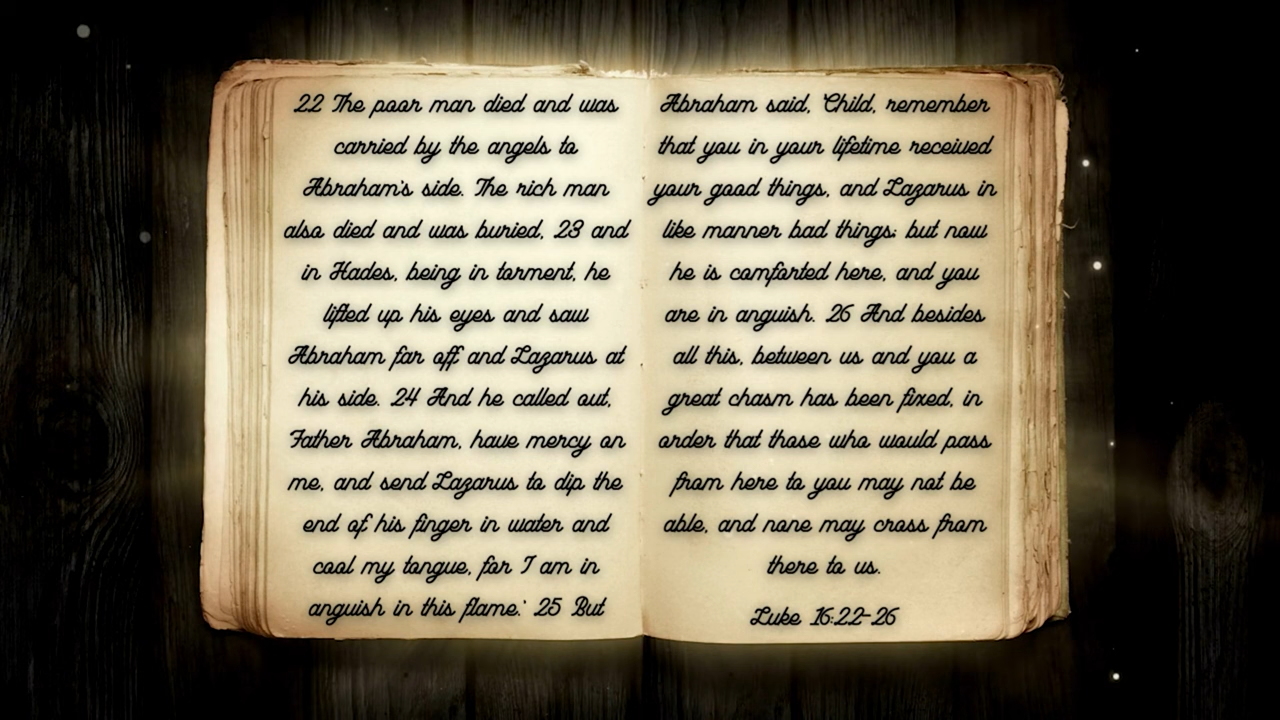 22 The poor man died and was
carried by the angels to
Abraham's side. The rich man
also died and was buried, 23 and
in Hades, being in torment, he
lifted up his eyes and saw
Abraham far off and Lazarus at
his side. 24 And he called out,
Father Abraham, have mercy on
me, and send Lazarus to dip the
end of his finger in water and
cool my tongue, for I am in
anguish in this flame.' 25 But
Abraham said, 'Child, remember
that you in your lifetime received
your good things, and Lazarus in
like manner bad things; but now
he is comforted here, and you
are in anguish. 26 And besides
all this, between us and you a
great chasm has been fixed, in
order that those who would pass
from here to you may not be
able, and none may cross from
there to us.
Luke 16:22-26